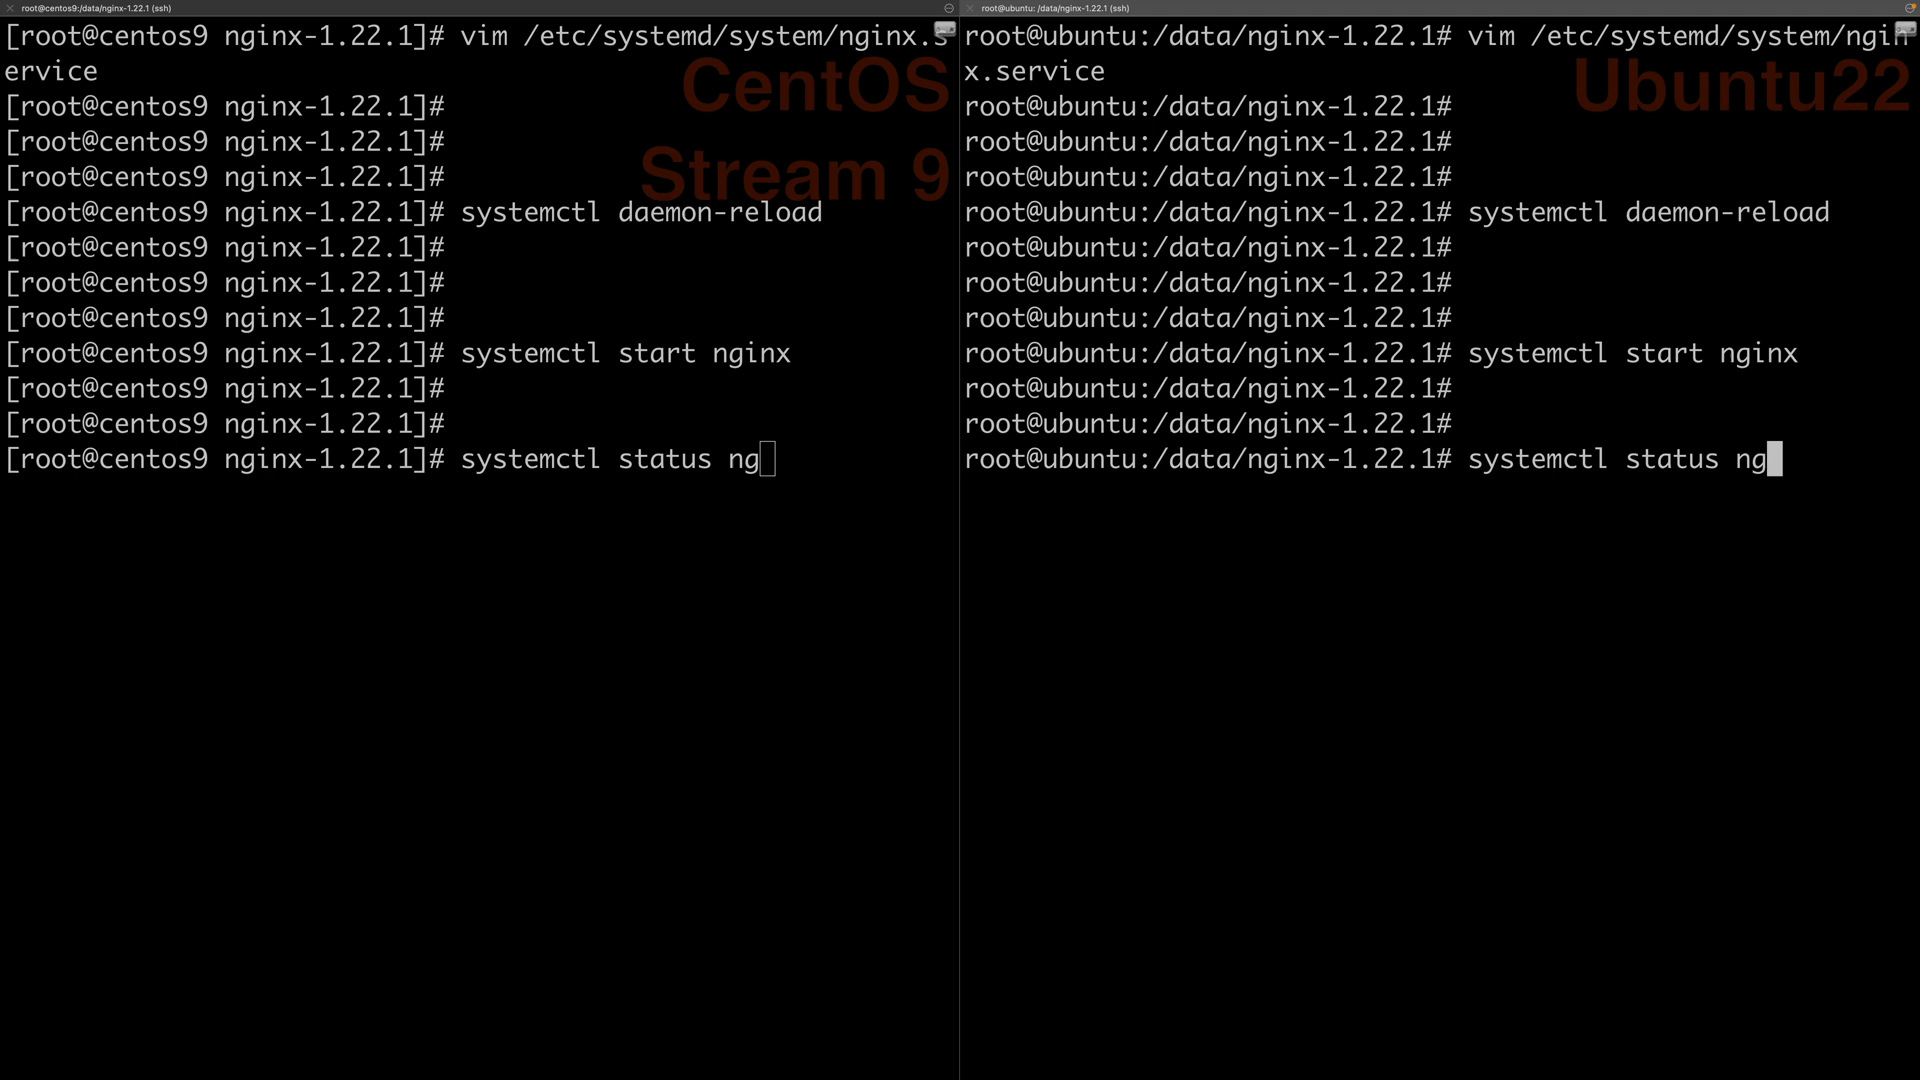 root@centos9:/data/nginx-1.22.1 (ssh)
[root@centos9 nginx-1.22.1]# vim /etc/systemd/system/nginx.s
ervice
CentOS
[root@centos9 nginx-1.22.1]#
[root@centos9 nginx-1.22.1]#
[root@centos9 nginx-1.22.1]#
Stream 9
[root@centos9 nginx-1.22.1]# systemctl daemon-reload
[root@centos9 nginx-1.22.1]#
[root@centos9 nginx-1.22.1]#
[root@centos9 nginx-1.22.1]#
[root@centos9 nginx-1.22.1]# systemctl start nginx
[root@centos9 nginx-1.22.1]#
[root@centos9 nginx-1.22.1]#
[root@centos9 nginx-1.22.1]# systemctl status ng
root@ubuntu: /data/nginx-1.22.1 (ssh)
root@ubuntu:/data/nginx-1.22.1# vim /etc/systemd/system/ngin
x.service
Ubuntu22
root@ubuntu:/data/nginx-1.22.1#
root@ubuntu:/data/nginx-1.22.1#
root@ubuntu:/data/nginx-1.22.1#
root@ubuntu:/data/nginx-1.22.1# systemctl daemon-reload
root@ubuntu:/data/nginx-1.22.1#
root@ubuntu:/data/nginx-1.22.1#
root@ubuntu:/data/nginx-1.22.1#
root@ubuntu:/data/nginx-1.22.1# systemctl start nginx
root@ubuntu:/data/nginx-1.22.1#
root@ubuntu:/data/nginx-1.22.1#
root@ubuntu:/data/nginx-1.22.1# systemctl status ng